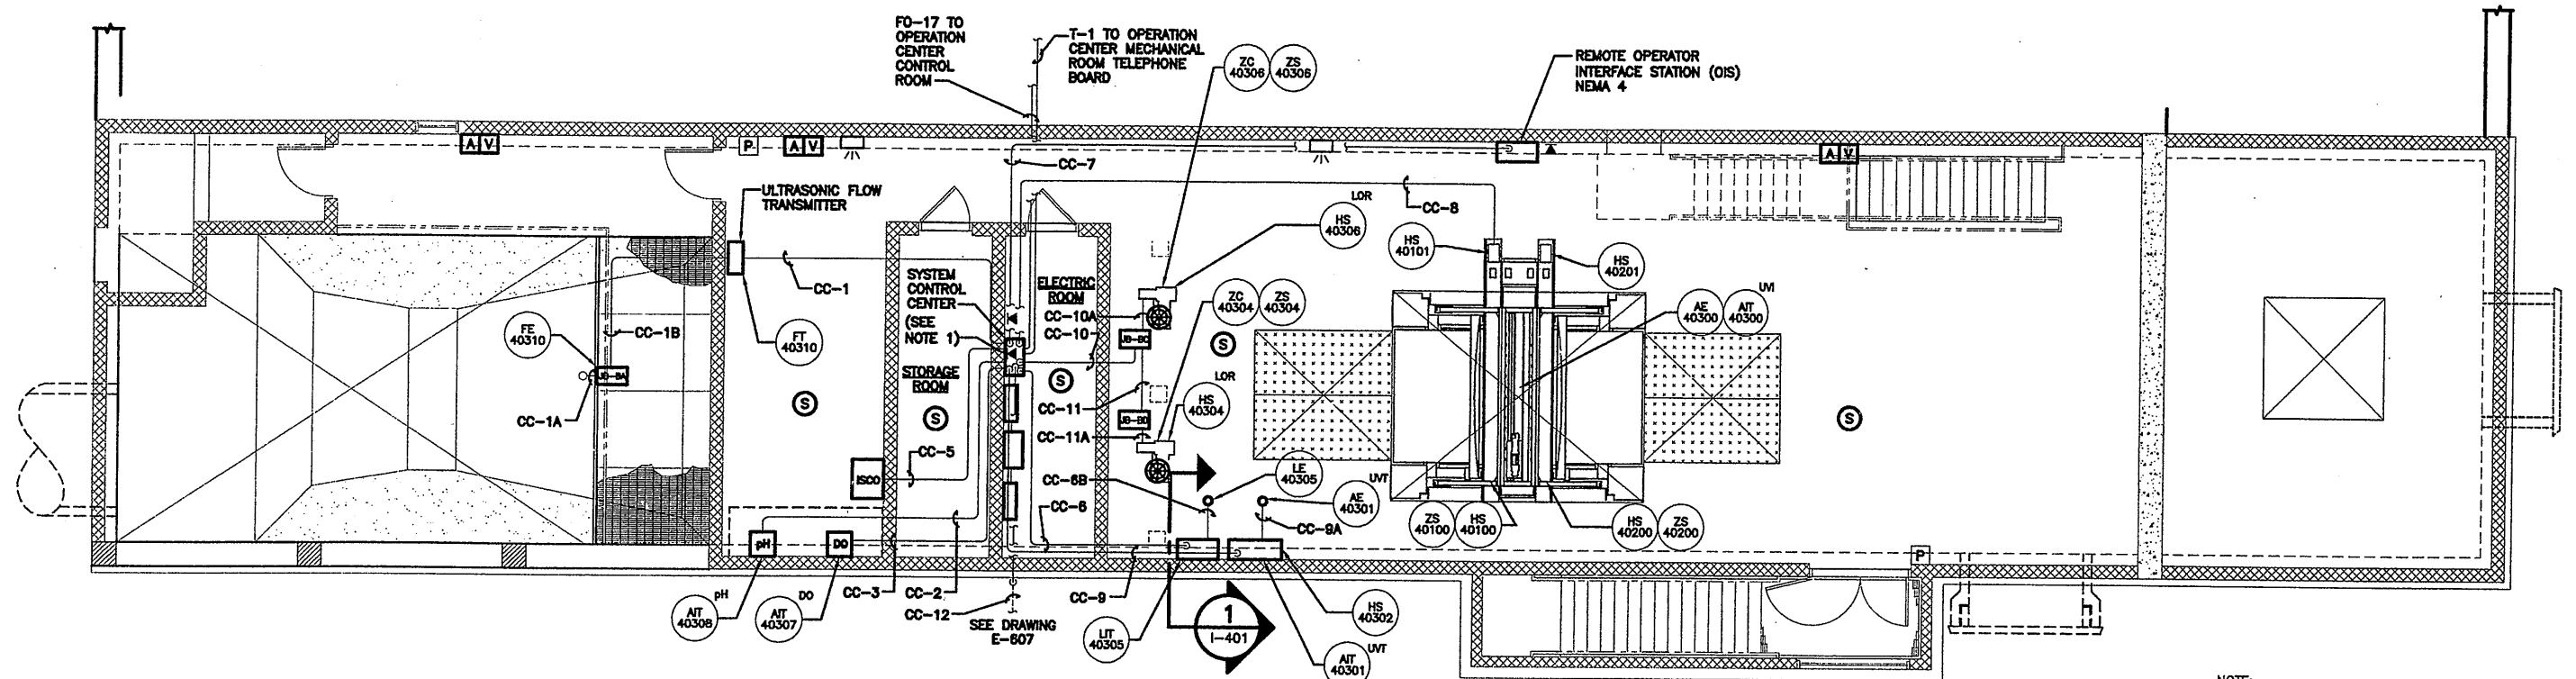 FO-17 TO
OPERATION
CENTER
CONTROL
ROOM
T-1 TO OPERATION
CENTER MECHANICAL
ROOM TELEPHONE
BOARD
ZC
40306
ZS
40306
REMOTE OPERATOR
INTERFACE STATION (OIS)
NEMA 4
A V
P
A V
A V
CC-7
ULTRASONIC FLOW
TRANSMITTER
CC-8
LOR
HS
40306
HS
40101
HS
40201
CC-1
SYSTEM
CONTROL
CENTER
(SEE
NOTE 1)
ELECTRIC
ROOM
CC-10A
CC-10
ZC
40304
ZS
40304
UVI
AE
40300
AIT
40300
FE
40310
CC-1B
FT
40310
JB-BC
S
JB-BA
STORAGE
ROOM
S
LOR
HS
40304
CC-1A
S
S
CC-11
JB-BD
CC-11A
S
CC-5
ISCO
CC-6B
LE
40305
UVT
AE
40301
CC-6
CC-9A
ZS
40100
HS
40100
HS
40200
ZS
40200
pH
DO
P
pH
AIT
40308
DO
AIT
40307
CC-3
CC-2
CC-12
SEE DRAWING
E-607
CC-9
LIT
40305
1
I-401
HS
40302
UVT
AIT
40301
NOTE: